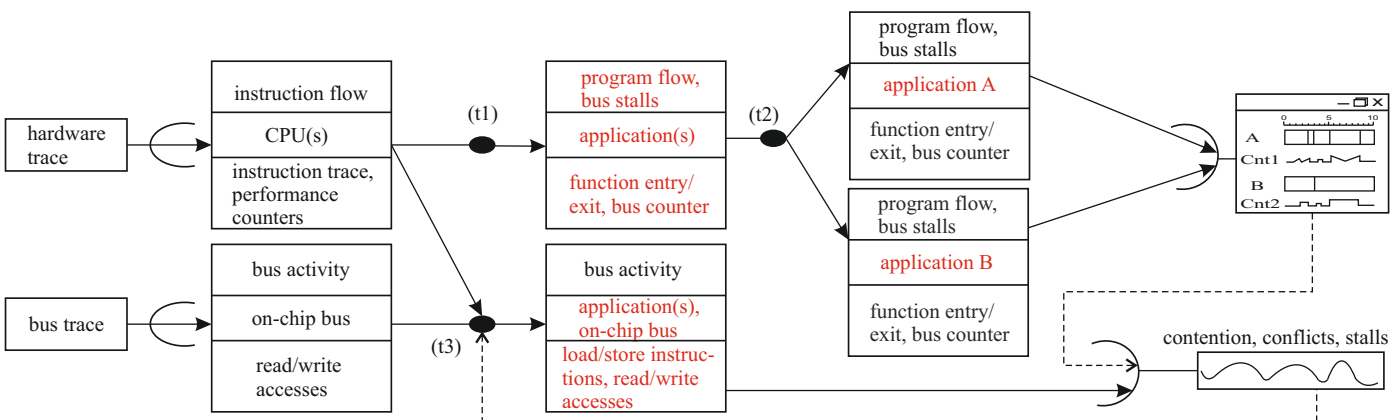 hardware
trace
instruction flow
CPU(s)
instruction trace,
performance
counters
(t1)
program flow,
bus stalls
application(s)
function entry/
exit, bus counter
(t2)
program flow,
bus stalls
application A
function entry/
exit, bus counter
program flow,
bus stalls
application B
function entry/
exit, bus counter
0 5 10
A
Cnt1
B
Cnt2
bus trace
bus activity
on-chip bus
read/write
accesses
(t3)
bus activity
application(s),
on-chip bus
load/store instruc-
tions, read/write
accesses
contention, conflicts, stalls